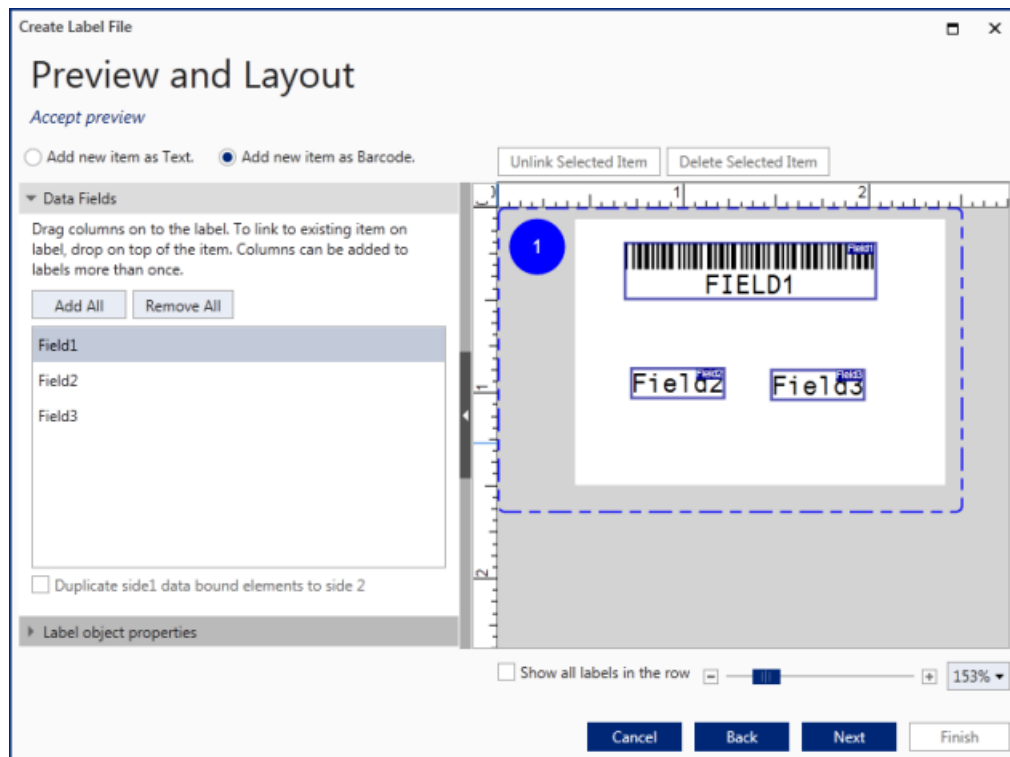 Create Label File
Preview and Layout
Accept preview
Add new item as Text.
Add new item as Barcode.
Unlink Selected Item
Delete Selected Item
Data Fields
Drag columns on to the label. To link to existing item on
label, drop on top of the item. Columns can be added to
labels more than once.
Add All
Remove All
Field1
Field2
Field3
Duplicate side1 data bound elements to side 2
Label object properties
1
2
1
2
1
Field1
FIELD1
Field2
Field2
Field3
Field3
Show all labels in the row
153%
Cancel
Back
Next
Finish